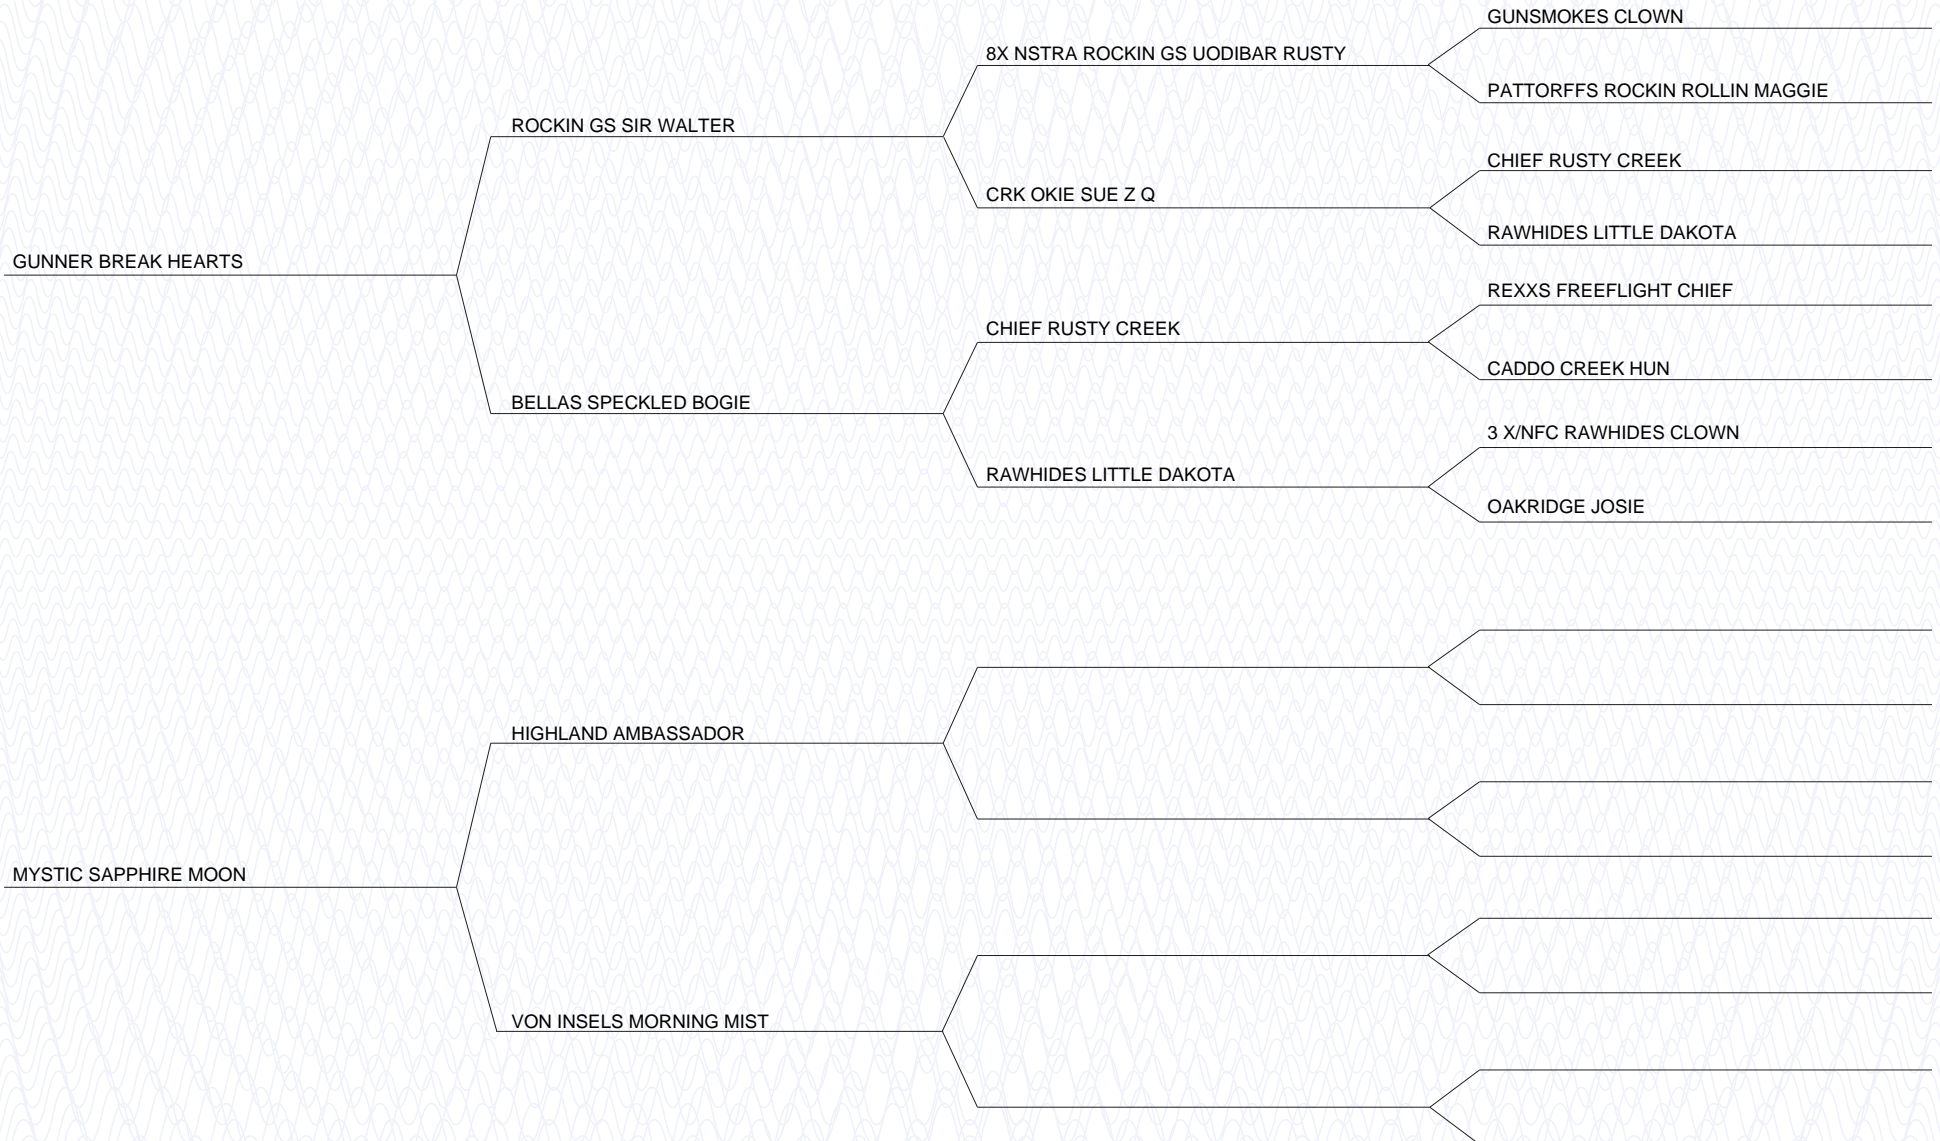 GUNSMOKES CLOWN
8X NSTRA ROCKIN GS UODIBAR RUSTY
PATTORFFS ROCKIN ROLLIN MAGGIE
ROCKIN GS SIR WALTER
CHIEF RUSTY CREEK
CRK OKIE SUE Z Q
RAWHIDES LITTLE DAKOTA
GUNNER BREAK HEARTS
REXXS FREEFLIGHT CHIEF
CHIEF RUSTY CREEK
CADDO CREEK HUN
BELLAS SPECKLED BOGIE
3 X/NFC RAWHIDES CLOWN
RAWHIDES LITTLE DAKOTA
OAKRIDGE JOSIE
HIGHLAND AMBASSADOR
MYSTIC SAPPHIRE MOON
VON INSELS MORNING MIST